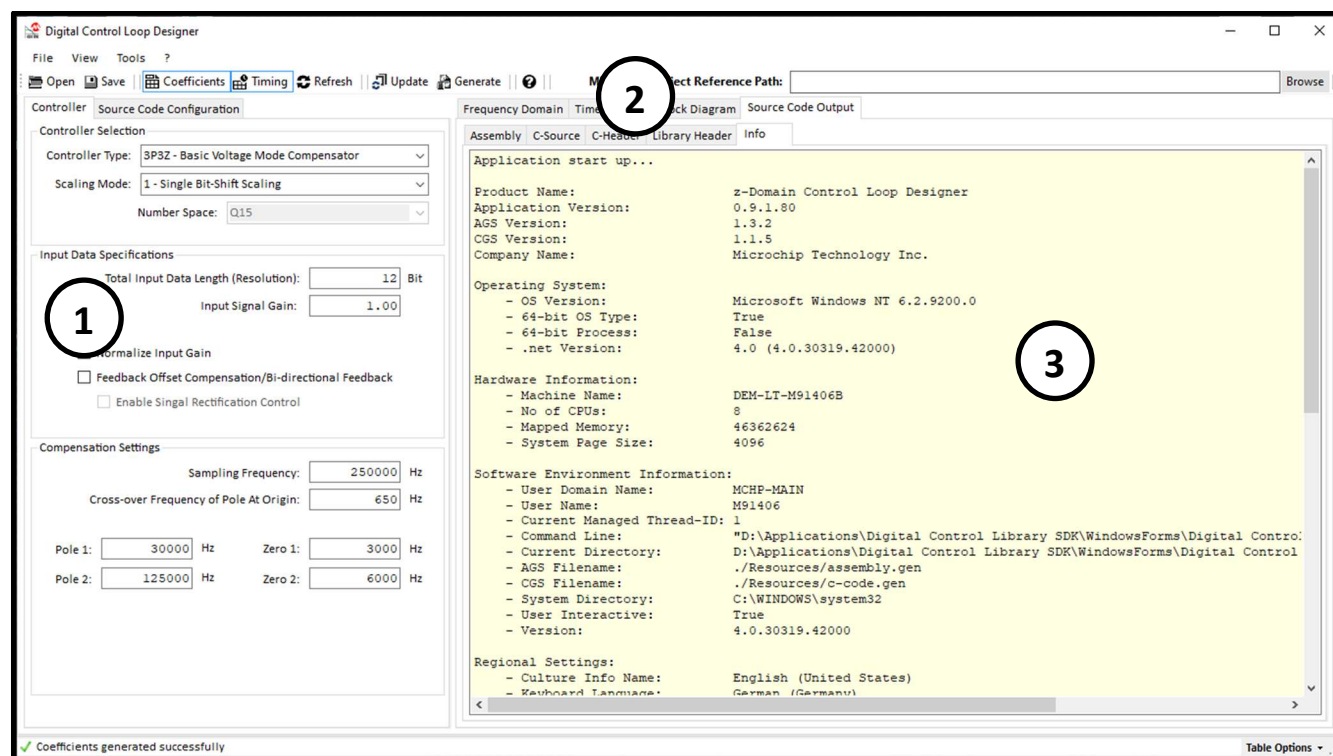 Digital Control Loop Designer
File View Tools ?
Open Save Coefficients Timing Refresh Update Generate M ject Reference Path: Browse
Controller Source Code Configuration
Frequency Domain Time ck Diagram Source Code Output
Assembly C-Source C-Header Library Header Info
Controller Selection
Controller Type: 3P3Z - Basic Voltage Mode Compensator
Scaling Mode: 1 - Single Bit-Shift Scaling
Number Space: Q15
Input Data Specifications
Total Input Data Length (Resolution): 12 Bit
Input Signal Gain: 1.00
Normalize Input Gain
Feedback Offset Compensation/Bi-directional Feedback
Enable Singal Rectification Control
Compensation Settings
Sampling Frequency: 250000 Hz
Cross-over Frequency of Pole At Origin: 650 Hz
Pole 1: 30000 Hz Zero 1: 3000 Hz
Pole 2: 125000 Hz Zero 2: 6000 Hz
1
2
3
Application start up...
Product Name: z-Domain Control Loop Designer
Application Version: 0.9.1.80
AGS Version: 1.3.2
CGS Version: 1.1.5
Company Name: Microchip Technology Inc.
Operating System:
- OS Version: Microsoft Windows NT 6.2.9200.0
- 64-bit OS Type: True
- 64-bit Process: False
- .net Version: 4.0 (4.0.30319.42000)
Hardware Information:
- Machine Name: DEM-LT-M91406B
- No of CPUs: 8
- Mapped Memory: 46362624
- System Page Size: 4096
Software Environment Information:
- User Domain Name: MCHP-MAIN
- User Name: M91406
- Current Managed Thread-ID: 1
- Command Line: "D:\Applications\Digital Control Library SDK\WindowsForms\Digital Control
- Current Directory: D:\Applications\Digital Control Library SDK\WindowsForms\Digital Control
- AGS Filename: ./Resources/assembly.gen
- CGS Filename: ./Resources/c-code.gen
- System Directory: C:\WINDOWS\system32
- User Interactive: True
- Version: 4.0.30319.42000
Regional Settings:
- Culture Info Name: English (United States)
- Keyboard Language: German (Germany)
Coefficients generated successfully
Table Options